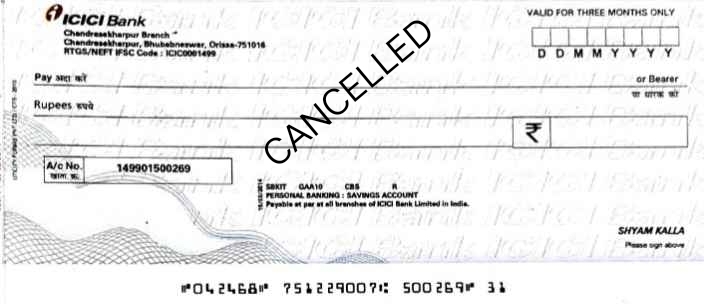 ICICI Bank
Chandrasekharpur Branch
Chandrasekharpur, Bhubabneswar, Orissa-751016
RTGS/NEFT IFSC Code : ICIC0001499
VALID FOR THREE MONTHS ONLY
D D M M Y Y Y Y
CANCELLED
Pay अदा करें
or Bearer
या धारक को
Rupees रुपये
₹
A/c No.
खाता क्र.
149901500269
SBKIT GAA10 CBS R
PERSONAL BANKING : SAVINGS ACCOUNT
Payable at par at all branches of ICICI Bank Limited in India.
SHYAM KALLA
Please sign above
⑈042468⑈ 751229007⑆ 500269⑈ 31